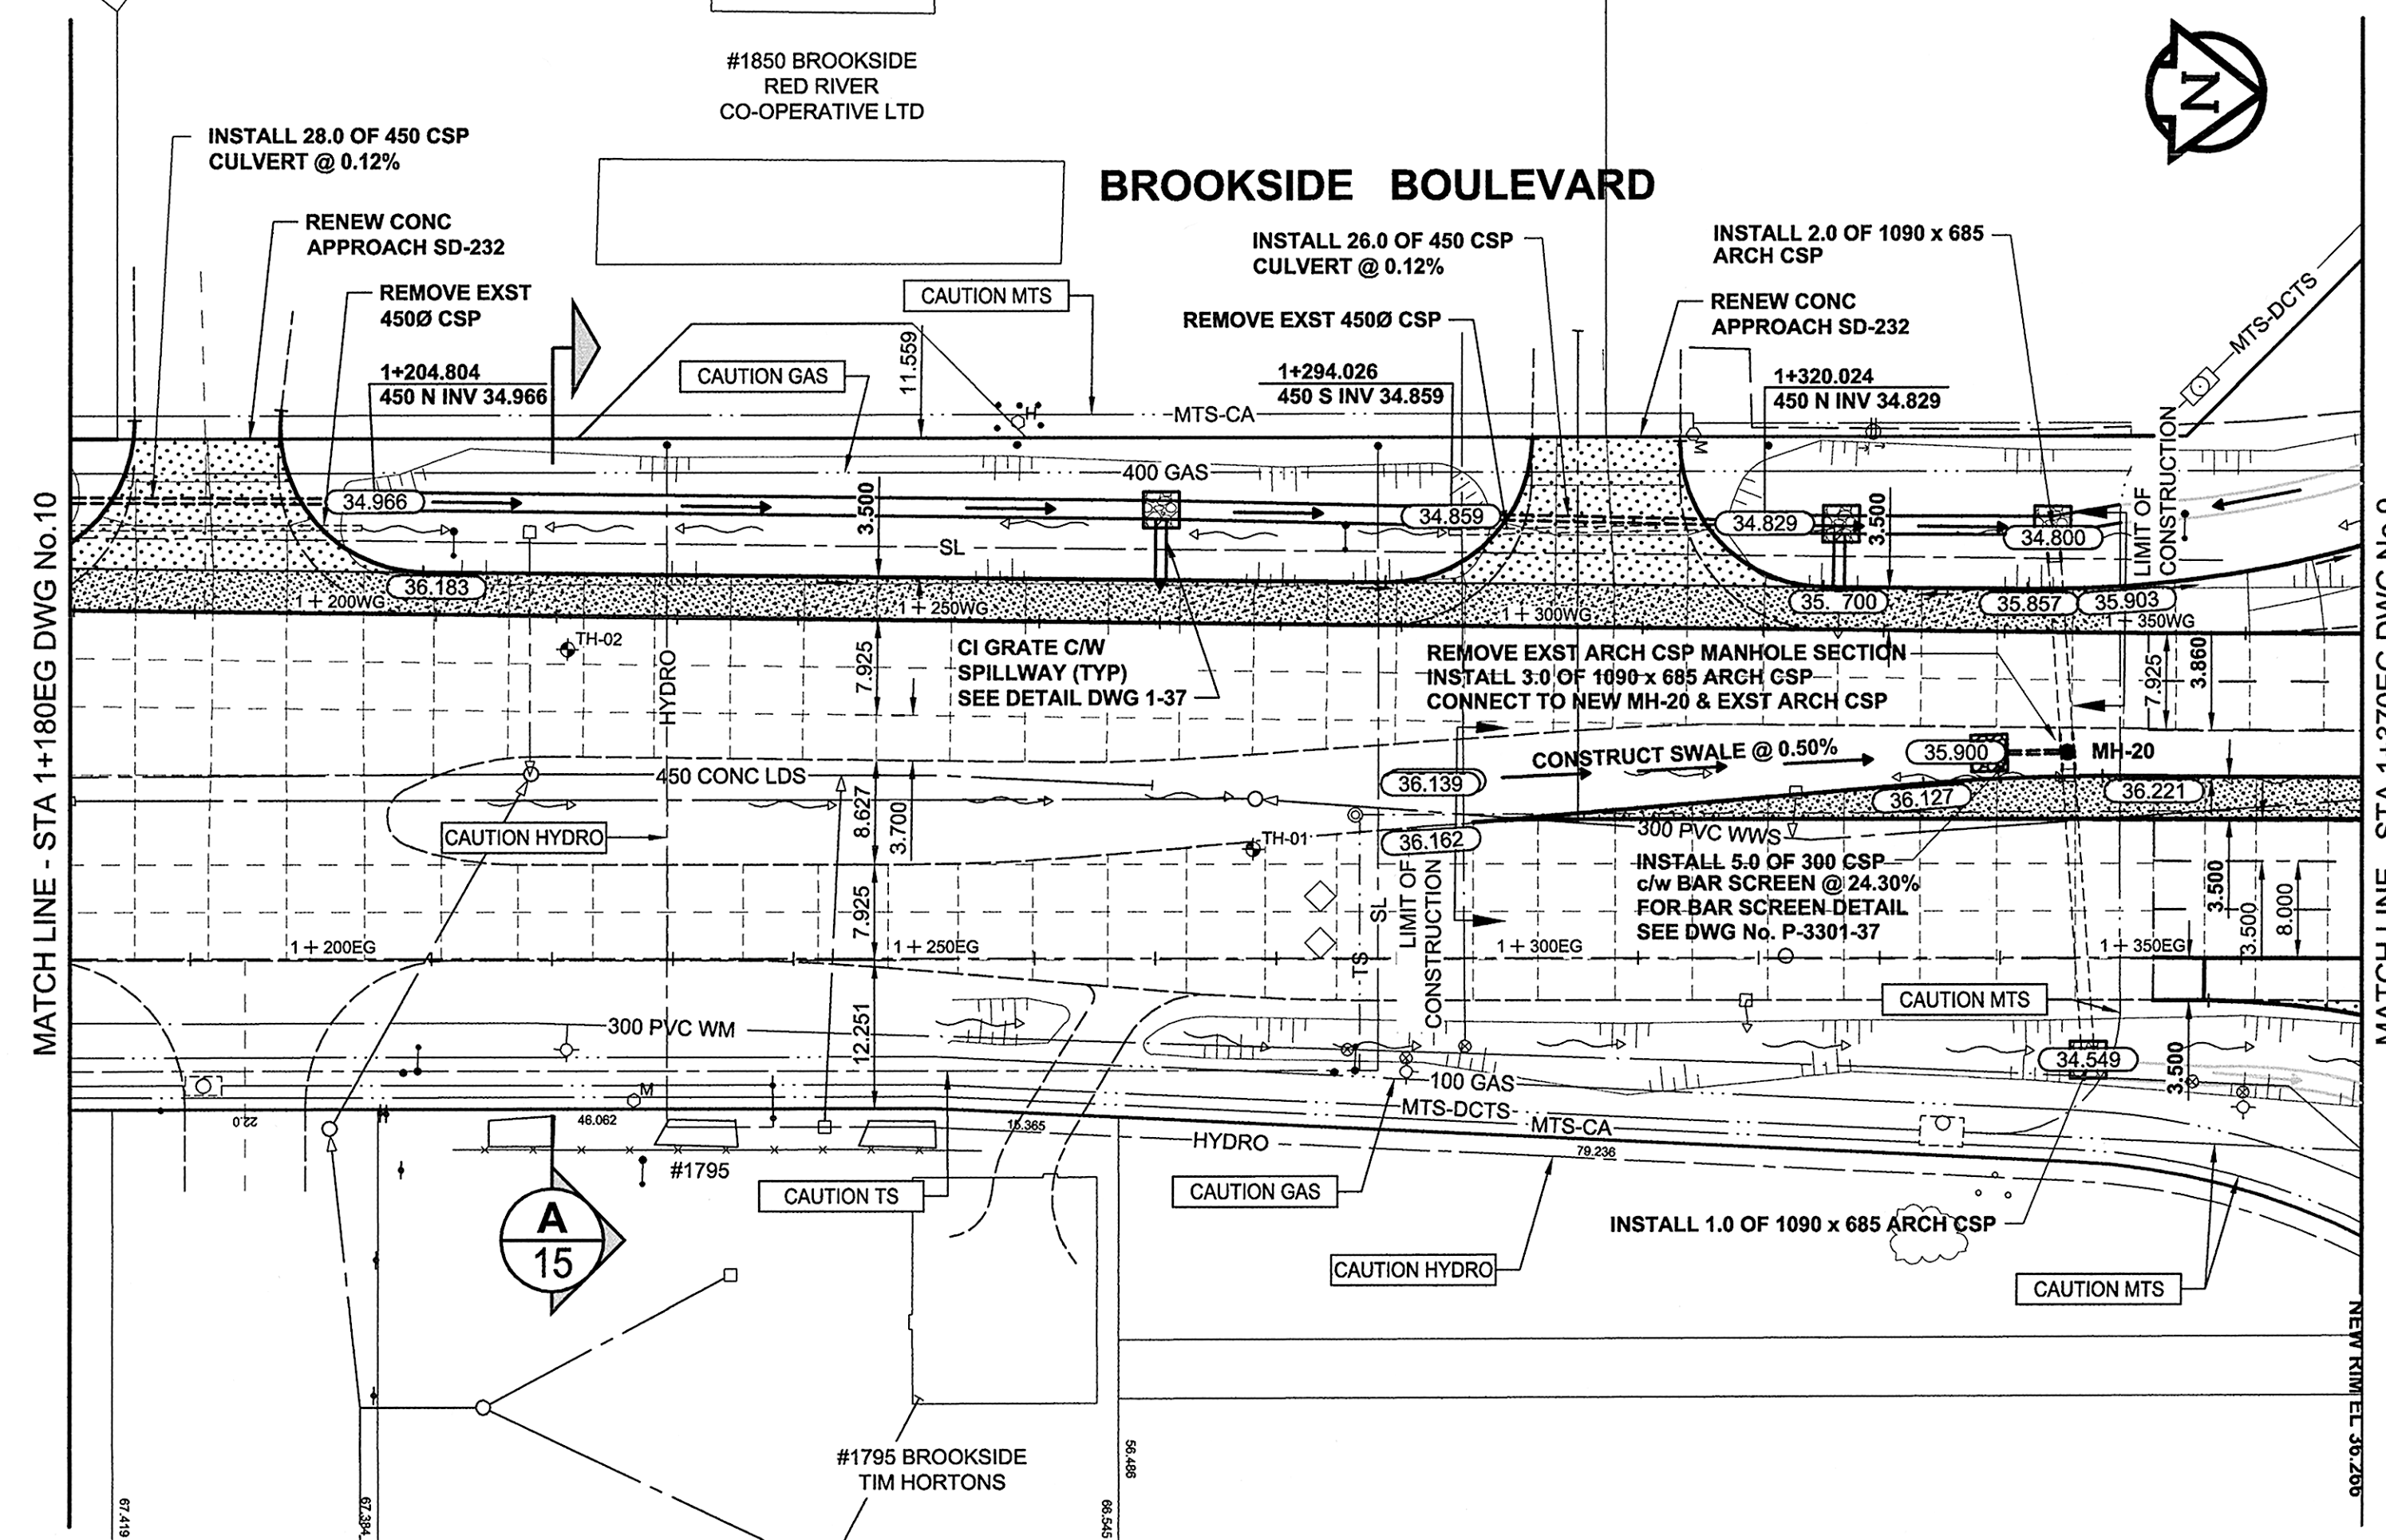 #1850 BROOKSIDE
RED RIVER
CO-OPERATIVE LTD
N
INSTALL 28.0 OF 450 CSP
CULVERT @ 0.12%
BROOKSIDE BOULEVARD
RENEW CONC
APPROACH SD-232
INSTALL 26.0 OF 450 CSP
CULVERT @ 0.12%
INSTALL 2.0 OF 1090 x 685
ARCH CSP
REMOVE EXST
450Ø CSP
CAUTION MTS
REMOVE EXST 450Ø CSP
RENEW CONC
APPROACH SD-232
MTS-DCTS
1+204.804
450 N INV 34.966
CAUTION GAS
11.559
1+294.026
450 S INV 34.859
1+320.024
450 N INV 34.829
MTS-CA
H
M
400 GAS
34.966
3.500
34.859
34.829
3.500
34.800
LIMIT OF
CONSTRUCTION
SL
36.183
35. 700
35.857
35.903
1+200WG
1+250WG
1+300WG
1+350WG
TH-02
HYDRO
7.925
CI GRATE C/W
SPILLWAY (TYP)
SEE DETAIL DWG 1-37
REMOVE EXST ARCH CSP MANHOLE SECTION
INSTALL 3.0 OF 1090 x 685 ARCH CSP
CONNECT TO NEW MH-20 & EXST ARCH CSP
7.925
3.860
MATCH LINE - STA 1+180EG DWG No.10
450 CONC LDS
CONSTRUCT SWALE @ 0.50%
35.900
MH-20
36.139
36.127
36.221
CAUTION HYDRO
8.627
3.700
TH-01
36.162
300 PVC WWS
INSTALL 5.0 OF 300 CSP
c/w BAR SCREEN @ 24.30%
FOR BAR SCREEN DETAIL
SEE DWG No. P-3301-37
LIMIT OF
CONSTRUCTION
7.925
SL
TS
3.500
3.500
8.000
1+200EG
1+250EG
1+300EG
1+350EG
CAUTION MTS
300 PVC WM
12.251
34.549
3.500
100 GAS
M
MTS-DCTS
MTS-CA
22.0
46.062
15.365
HYDRO
79.236
#1795
CAUTION TS
CAUTION GAS
A
15
INSTALL 1.0 OF 1090 x 685 ARCH CSP
CAUTION HYDRO
CAUTION MTS
#1795 BROOKSIDE
TIM HORTONS
67.419
67.384
66.545
56.486
NEW RIM EL 36.266